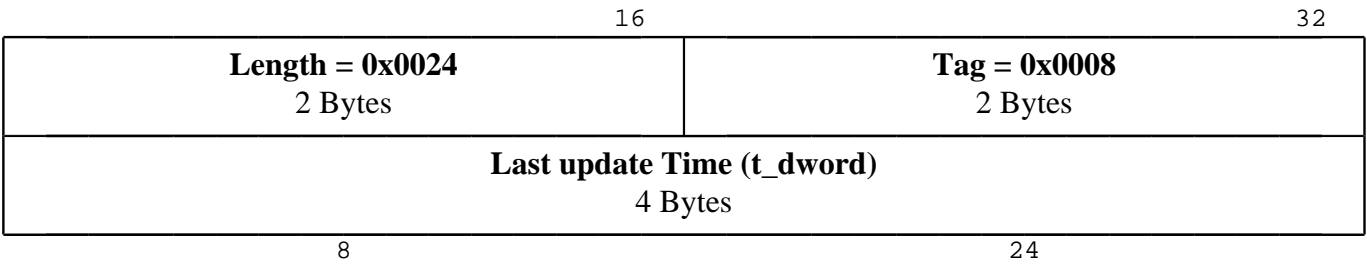 16 32
Length = 0x0024 Tag = 0x0008
2 Bytes 2 Bytes
Last update Time (t_dword)
4 Bytes
8 24